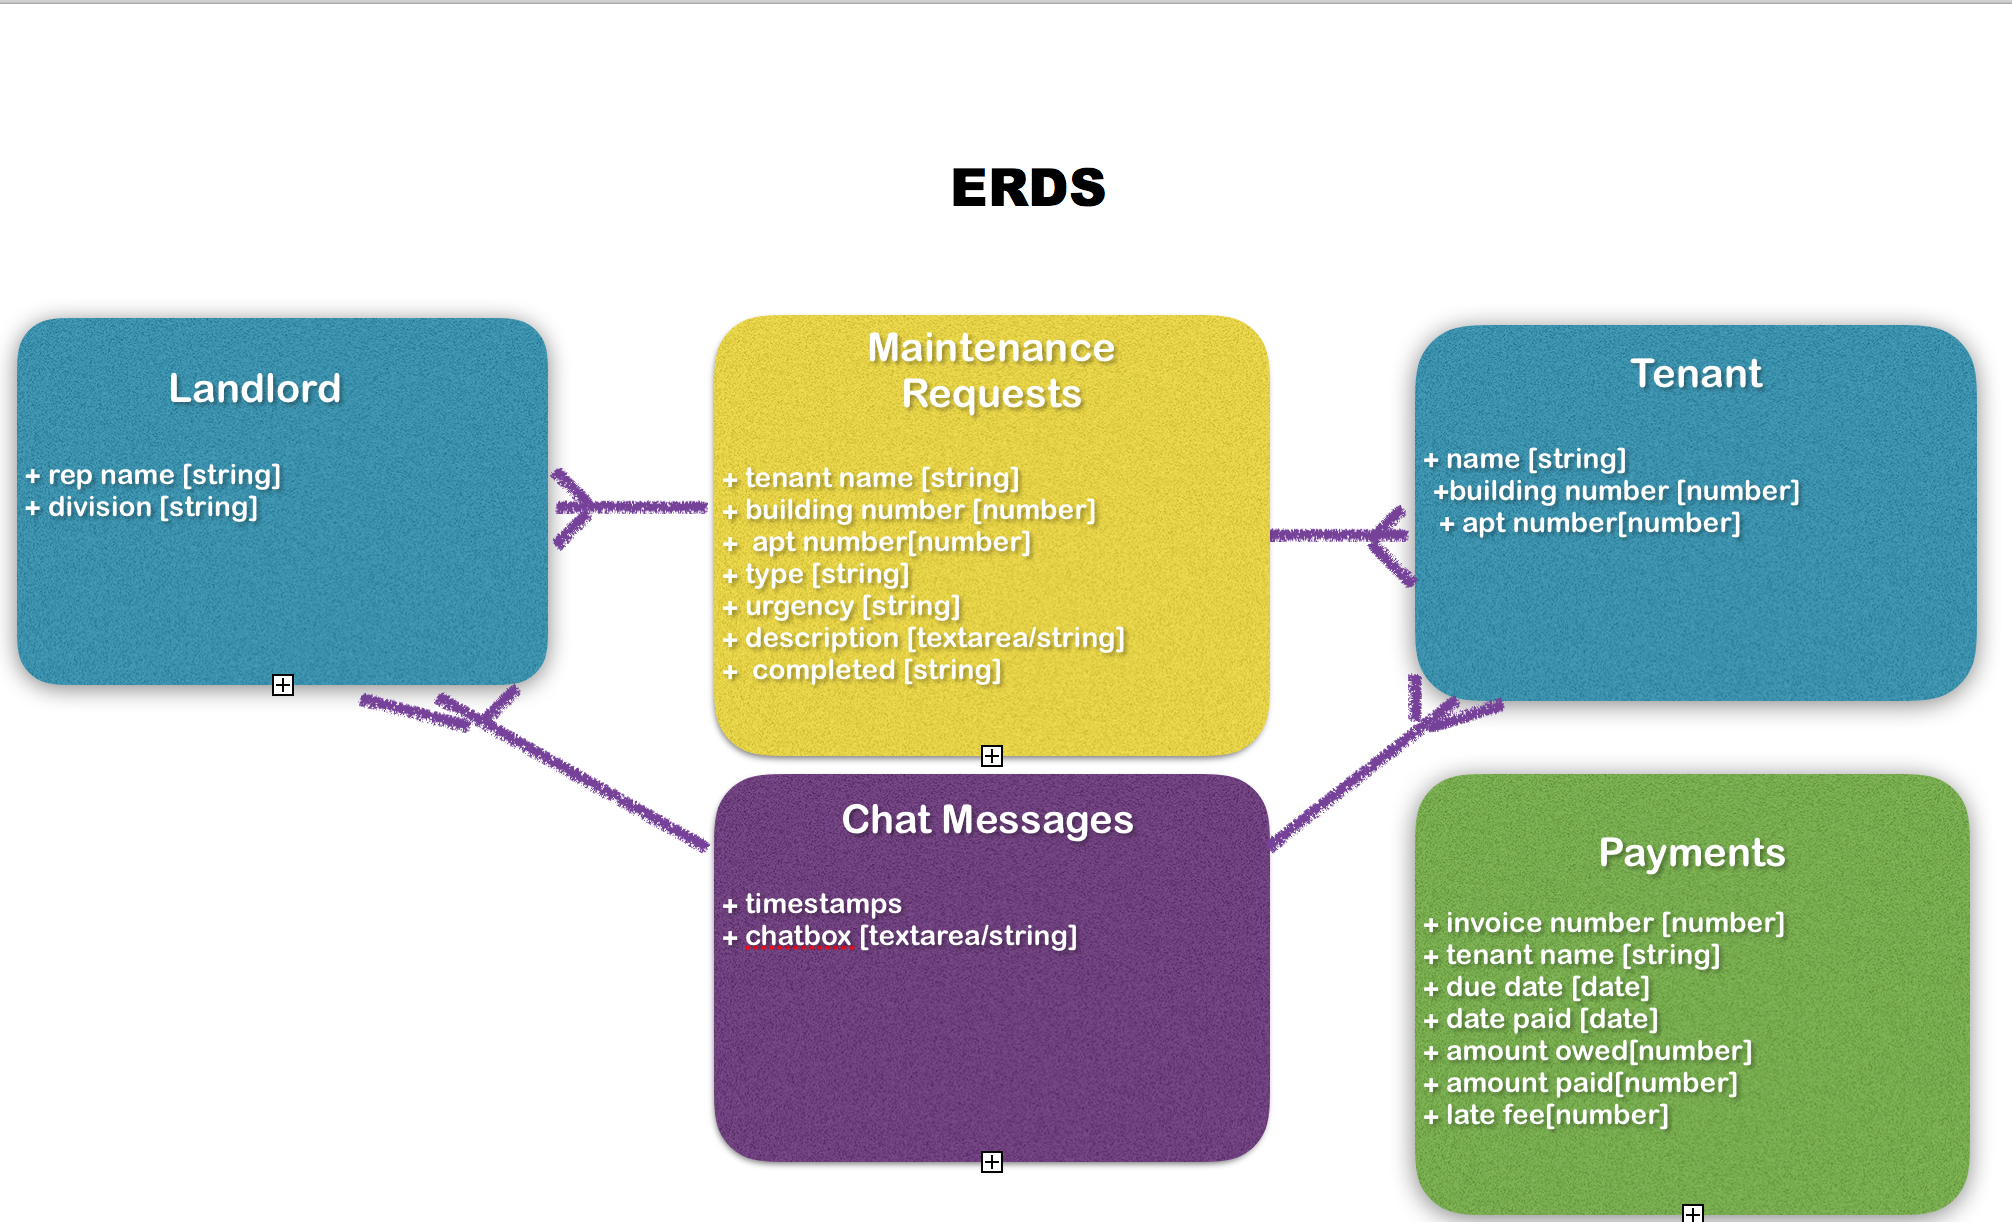 ERDS
Landlord
+ rep name [string]
+ division [string]
Maintenance
Requests
+ tenant name [string]
+ building number [number]
+  apt number[number]
+ type [string]
+ urgency [string]
+ description [textarea/string]
+  completed [string]
Tenant
+ name [string]
+building number [number]
+ apt number[number]
Chat Messages
+ timestamps
+ chatbox [textarea/string]
Payments
+ invoice number [number]
+ tenant name [string]
+ due date [date]
+ date paid [date]
+ amount owed[number]
+ amount paid[number]
+ late fee[number]